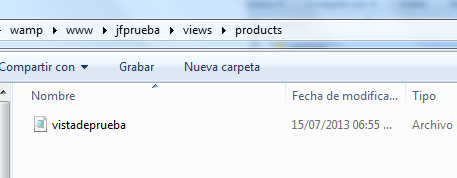 wamp www jfprueba views products
Compartir con Grabar Nueva carpeta
Nombre Fecha de modifica... Tipo
vistadeprueba 15/07/2013 06:55 ... Archivo